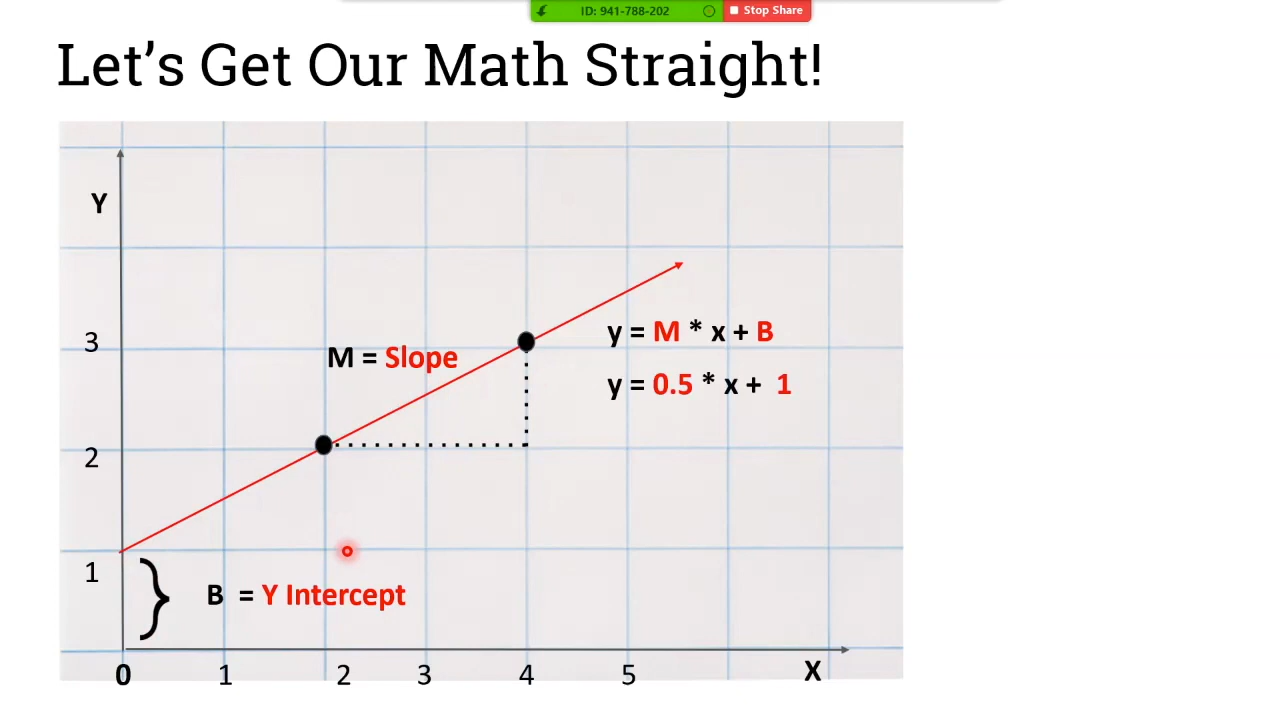 ID: 941-788-202 Stop Share
Let's Get Our Math Straight!
Y
3
y = M * x + B
M = Slope
y = 0.5 * x + 1
2
1
B = Y Intercept
0 1 2 3 4 5 X